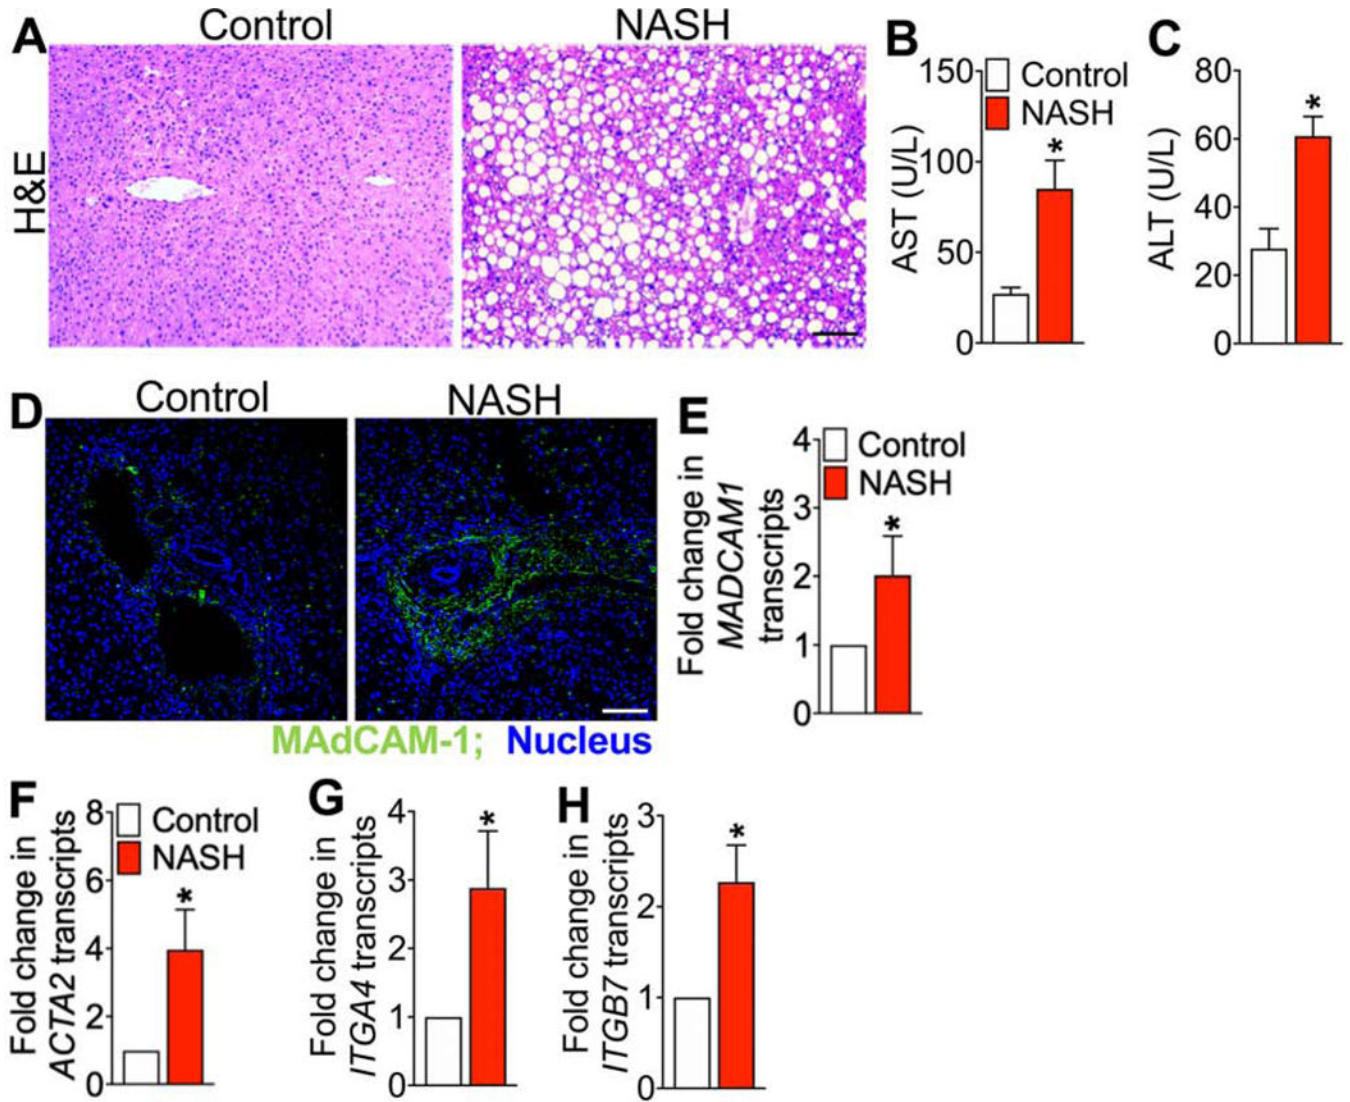 A
Control
NASH
H&E
B
Control
NASH
AST (U/L)
150
100
50
0
*
C
ALT (U/L)
80
60
40
20
0
*
D
Control
NASH
MAdCAM-1; Nucleus
E
Control
NASH
Fold change in
MADCAM1
transcripts
4
3
2
1
0
*
F
Control
NASH
Fold change in
ACTA2 transcripts
8
6
4
2
0
*
G
Fold change in
ITGA4 transcripts
4
3
2
1
0
*
H
Fold change in
ITGB7 transcripts
3
2
1
0
*